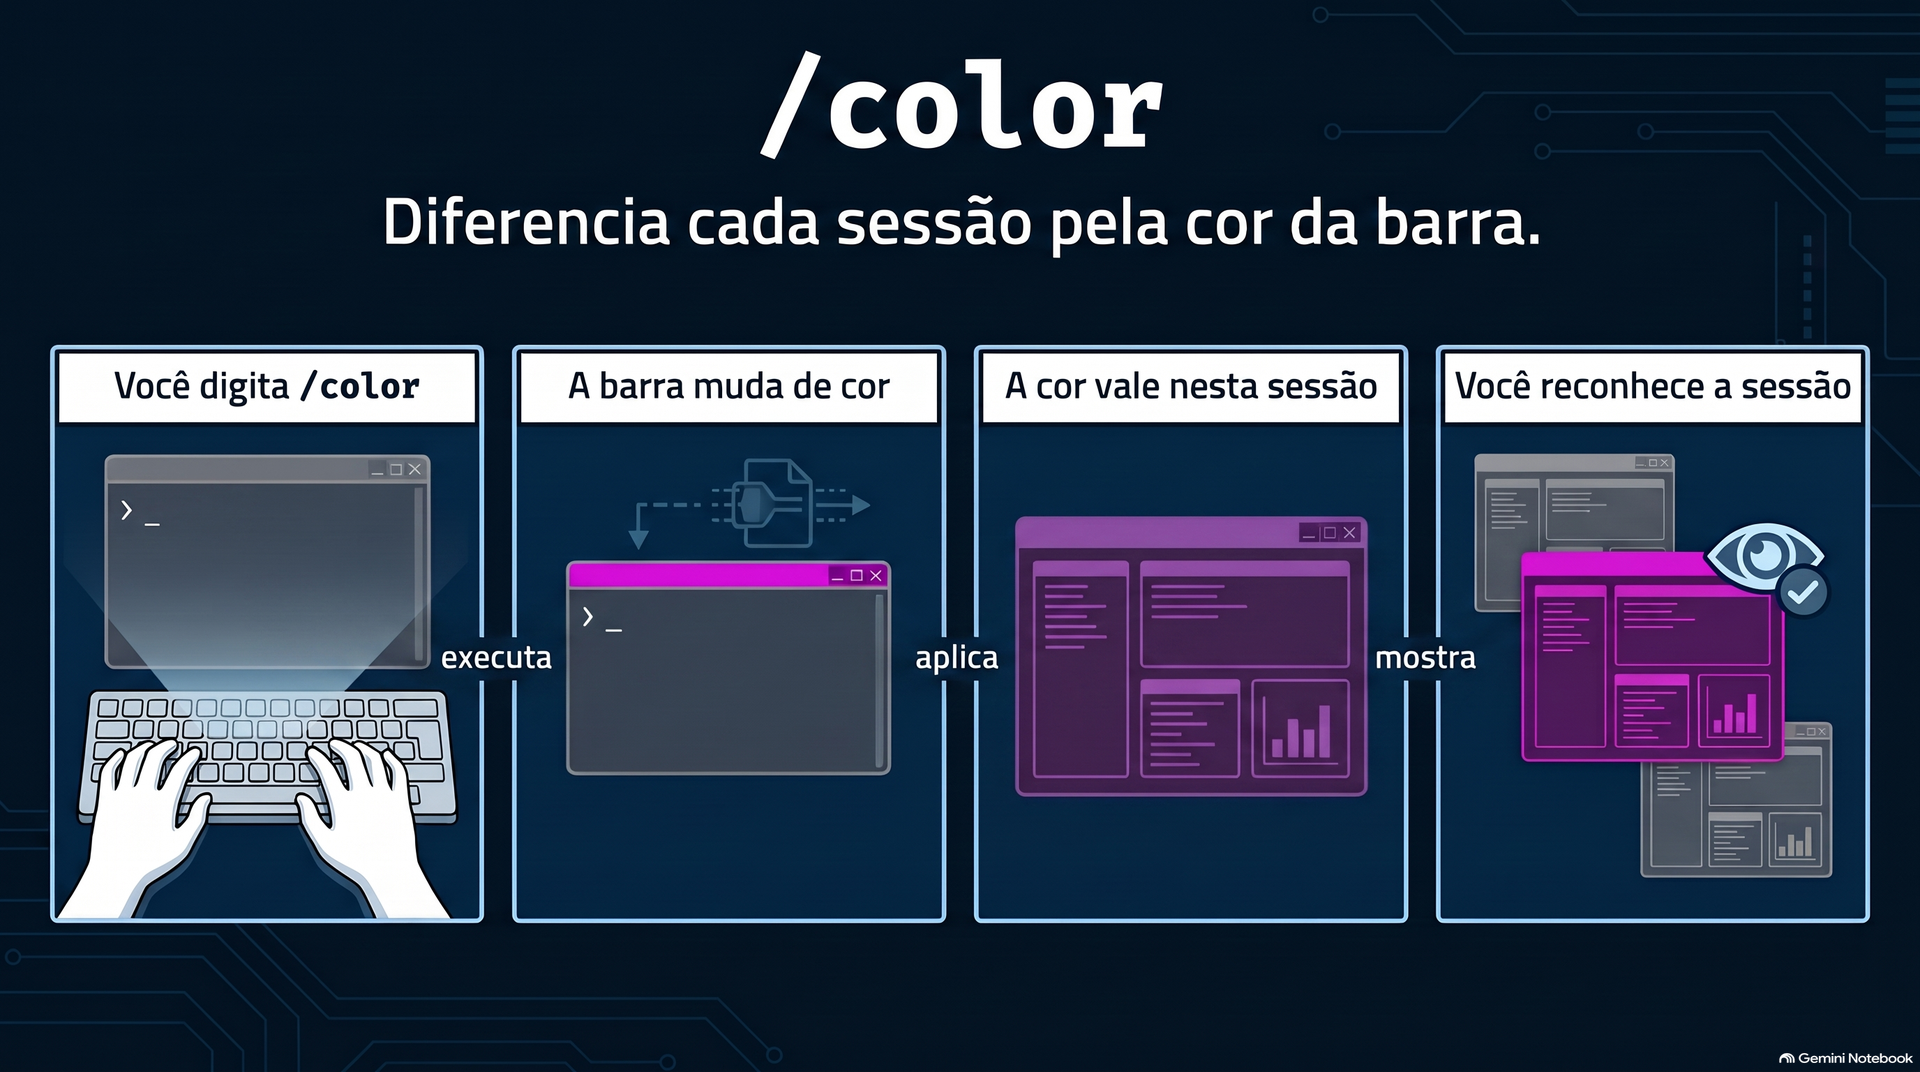 /color
Diferencia cada sessão pela cor da barra.
Você digita /color
A barra muda de cor
A cor vale nesta sessão
Você reconhece a sessão
executa
aplica
mostra
Gemini Notebook